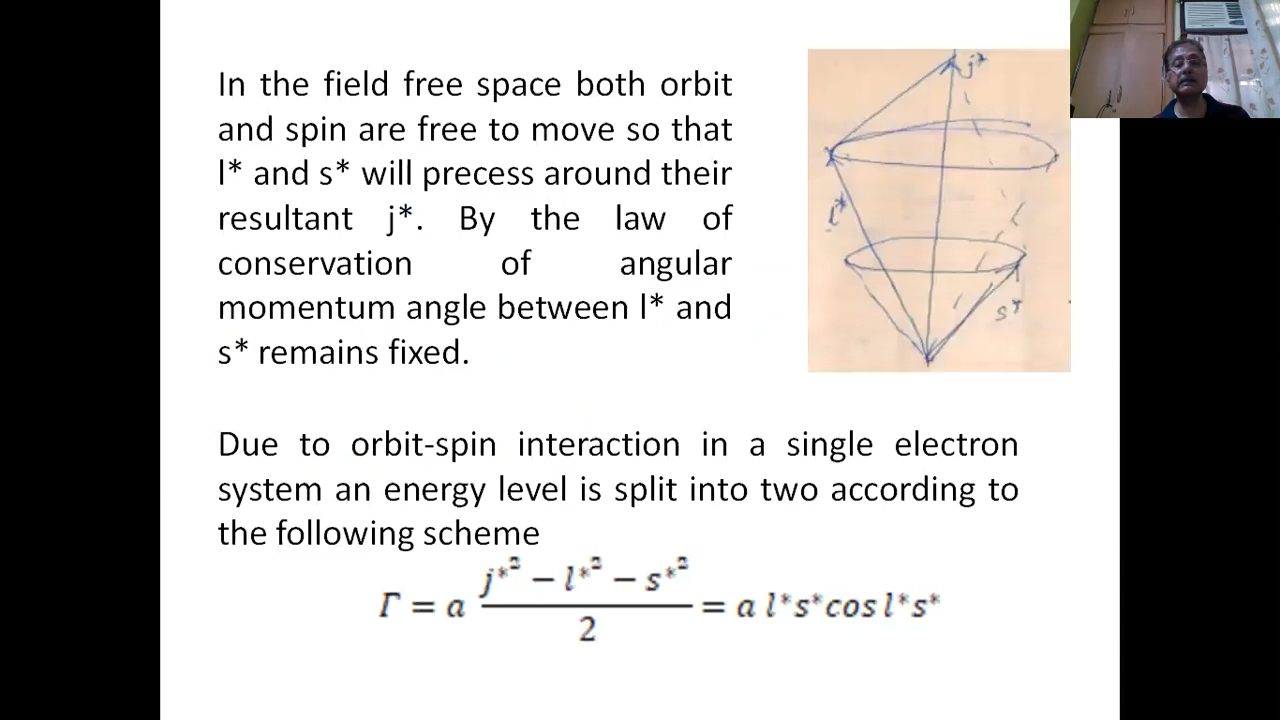 In the field free space both orbit
and spin are free to move so that
l* and s* will precess around their
resultant j*. By the law of
conservation of angular
momentum angle between l* and
s* remains fixed.
j*
l*
s*
Due to orbit-spin interaction in a single electron
system an energy level is split into two according to
the following scheme
Γ = a (j*² − l*² − s*²)/2 = a l*s*cos l*s*